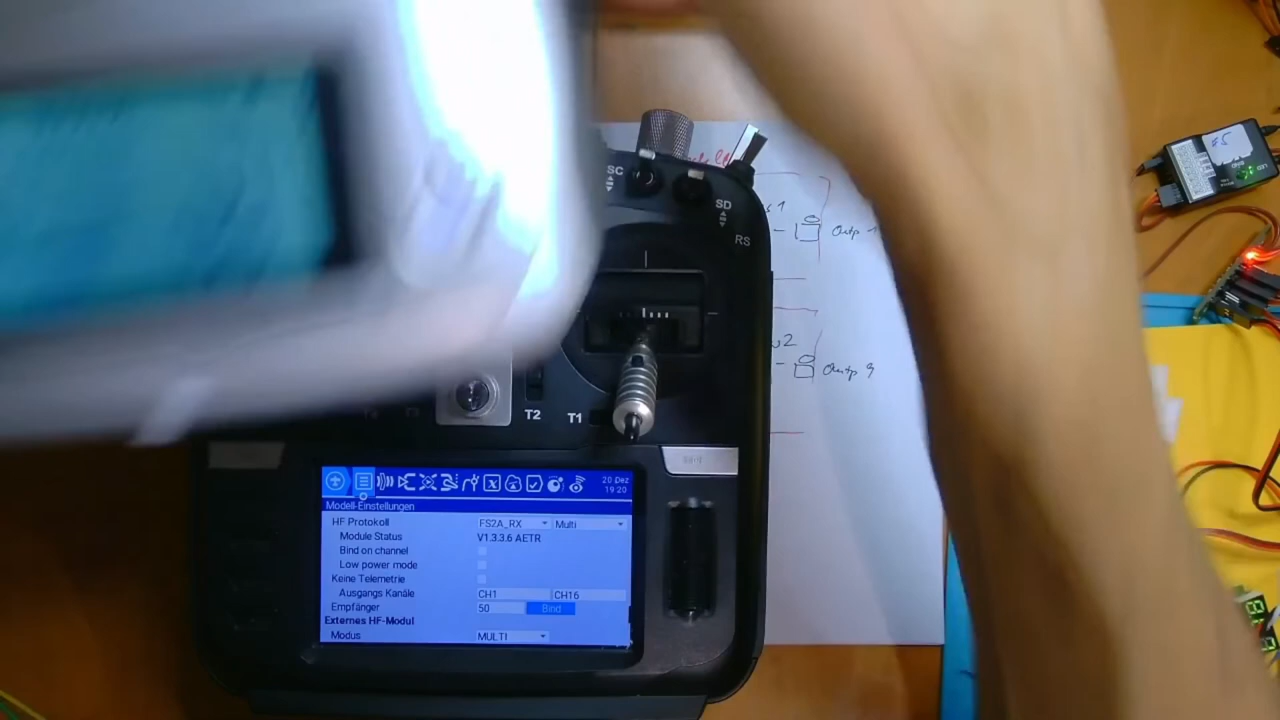 SC
SD
RS
Outp
Outp 9
T2
T1
#5
20 Dez
19:20
Modell-Einstellungen
HF Protokoll FS2A_RX Multi
Module Status V1.3.3.6 AETR
Bind on channel
Low power mode
Keine Telemetrie
Ausgangs Kanäle CH1 CH16
Empfänger 50 Bind
Externes HF-Modul
Modus MULTI